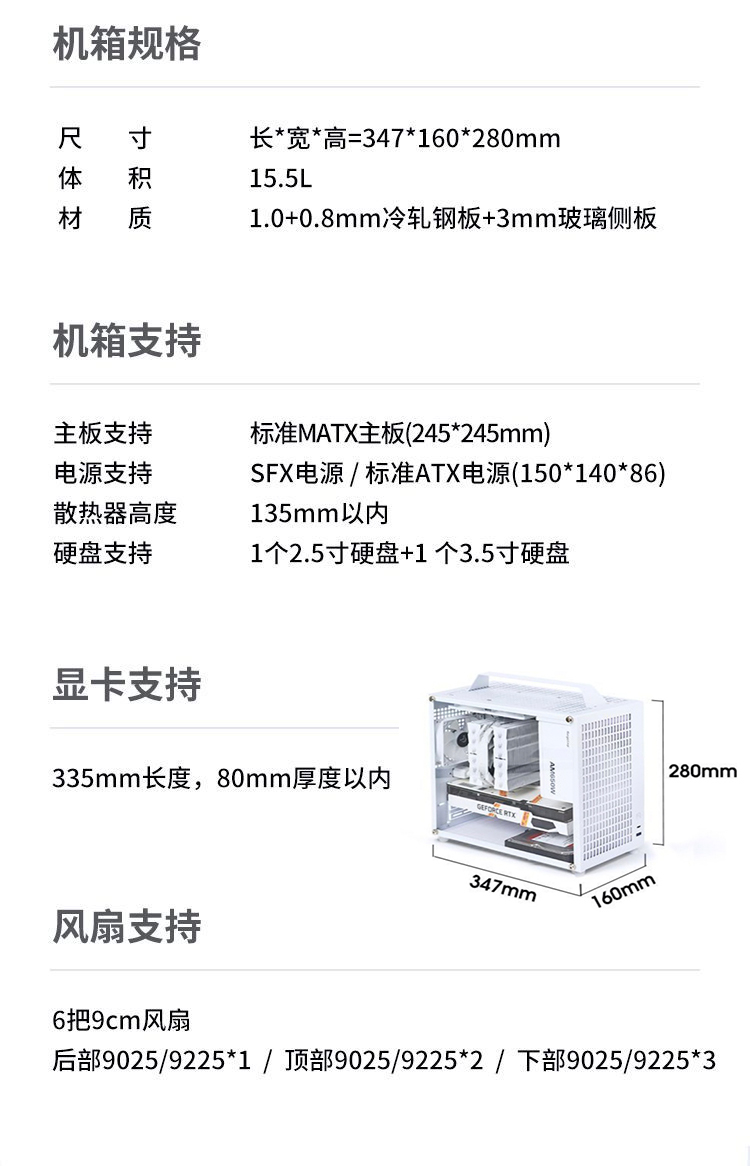 机箱规格
尺寸 长*宽*高=347*160*280mm
体积 15.5L
材质 1.0+0.8mm冷轧钢板+3mm玻璃侧板
机箱支持
主板支持 标准MATX主板(245*245mm)
电源支持 SFX电源 / 标准ATX电源(150*140*86)
散热器高度 135mm以内
硬盘支持 1个2.5寸硬盘+1 个3.5寸硬盘
显卡支持
335mm长度，80mm厚度以内
AN650W
GEFORCE RTX
280mm
347mm
160mm
风扇支持
6把9cm风扇
后部9025/9225*1 / 顶部9025/9225*2 / 下部9025/9225*3